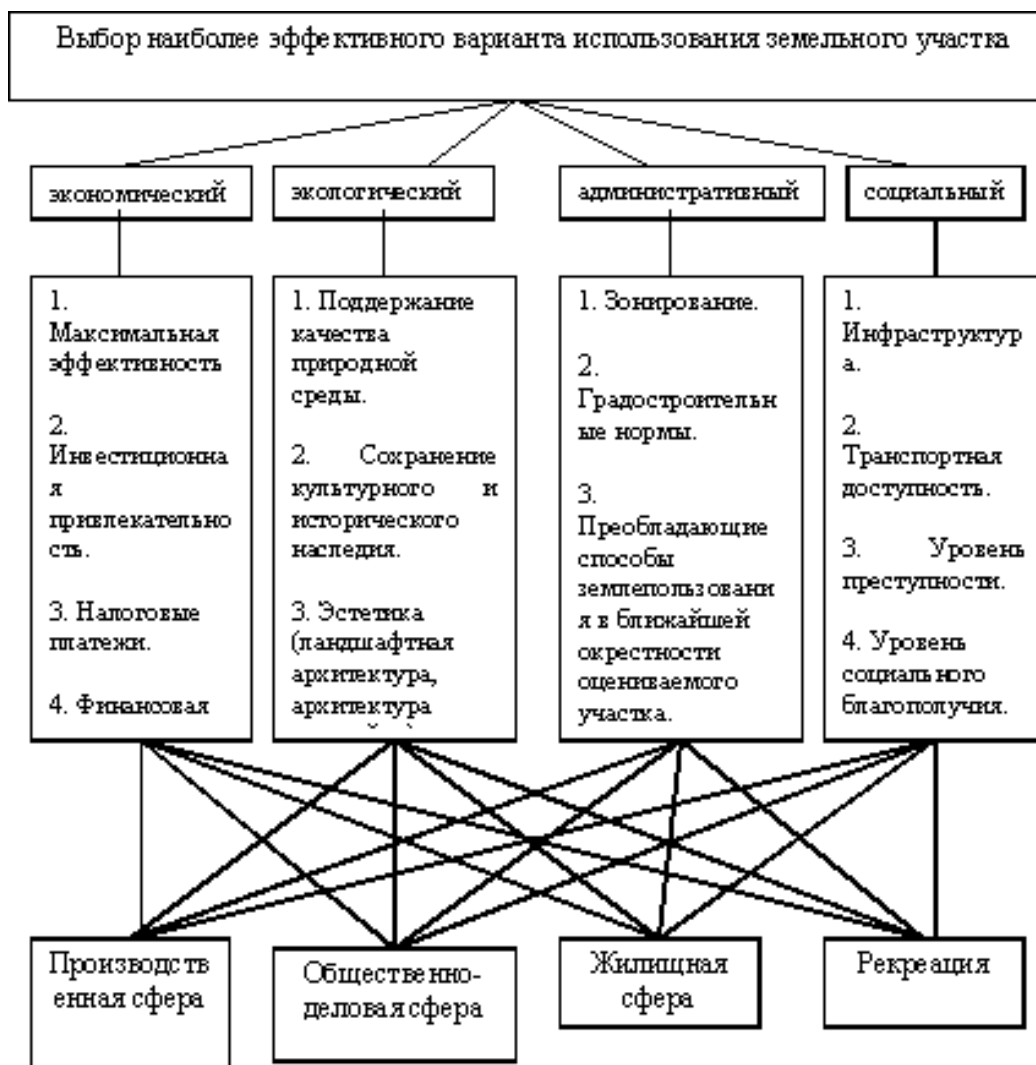 Выбор наиболее эффективного варианта использования земельного участка
экономический
экологический
административный
социальный
1.
Максимальная
эффективность
2.
Инвестиционна
я
привлекательно
сть.
3. Налоговые
платежи.
4. Финансовая
1. Поддержание
качества
природной
среды.
2. Сохранение
культурного и
исторического
наследия.
3. Эстетика
(ландшафтная
архитектура,
архитектура
1. Зонирование.
2.
Градостроительн
ые нормы.
3.
Преобладающие
способы
землепользовани
я в ближайшей
окрестности
оцениваемого
участка.
1.
Инфраструктур
а.
2.
Транспортная
доступность.
3. Уровень
преступности.
4. Уровень
социального
благополучия.
Производств
енная сфера
Общественно-
деловая сфера
Жилищная
сфера
Рекреация